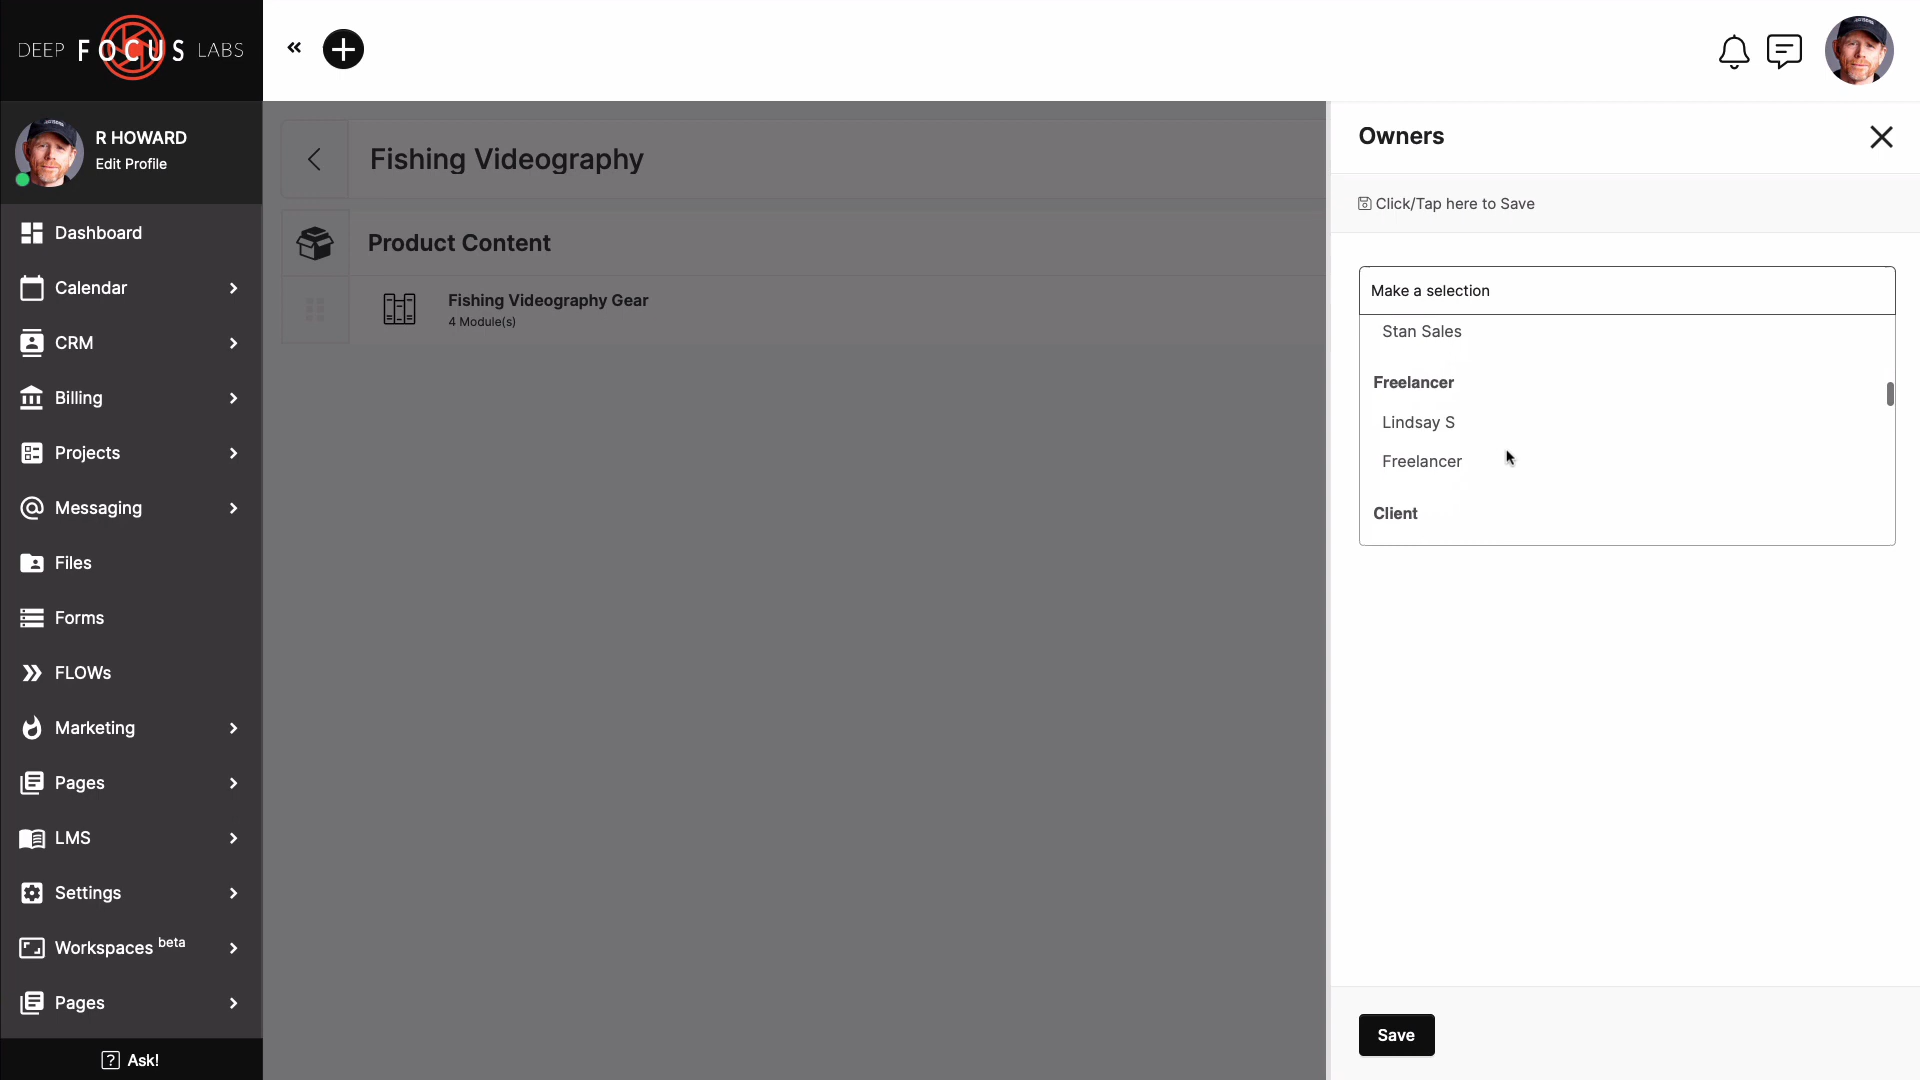 DEEP FOCUS LABS
R HOWARD
Edit Profile
Dashboard
Calendar
CRM
Billing
Projects
Messaging
Files
Forms
FLOWs
Marketing
Pages
LMS
Settings
Workspaces beta
Pages
? Ask!
Fishing Videography
Product Content
Fishing Videography Gear
4 Module(s)
Owners
Click/Tap here to Save
Make a selection
Stan Sales
Freelancer
Lindsay S
Freelancer
Client
Save